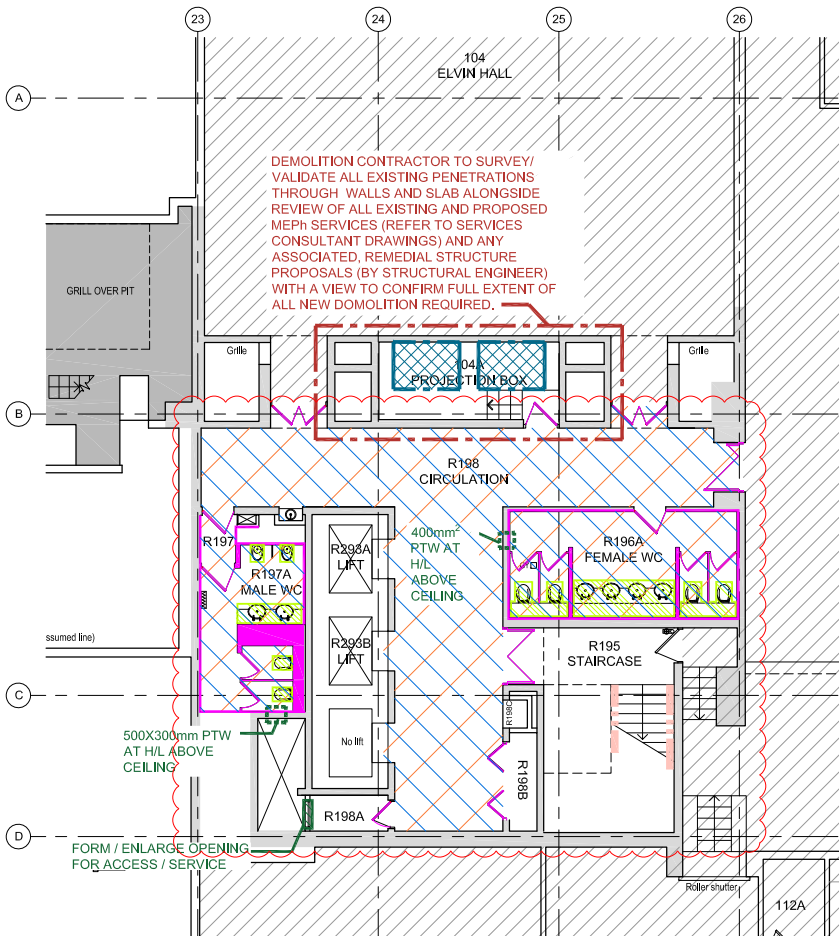 23
24
25
26
104
ELVIN HALL
A
DEMOLITION CONTRACTOR TO SURVEY/
VALIDATE ALL EXISTING PENETRATIONS
THROUGH WALLS AND SLAB ALONGSIDE
REVIEW OF ALL EXISTING AND PROPOSED
MEPh SERVICES (REFER TO SERVICES
CONSULTANT DRAWINGS) AND ANY
ASSOCIATED, REMEDIAL STRUCTURE
PROPOSALS (BY STRUCTURAL ENGINEER)
WITH A VIEW TO CONFIRM FULL EXTENT OF
ALL NEW DOMOLITION REQUIRED.
GRILL OVER PIT
Grille
Grille
104A
PROJECTION BOX
B
R198
CIRCULATION
R197
R197A
MALE WC
R293A
LIFT
400mm²
PTW AT
H/L
ABOVE
CEILING
R196A
FEMALE WC
ssumed line)
R293B
LIFT
R195
STAIRCASE
C
R198C
500X300mm PTW
AT H/L ABOVE
CEILING
No lift
R198B
R198A
D
FORM / ENLARGE OPENING
FOR ACCESS / SERVICE
Roller shutter
112A